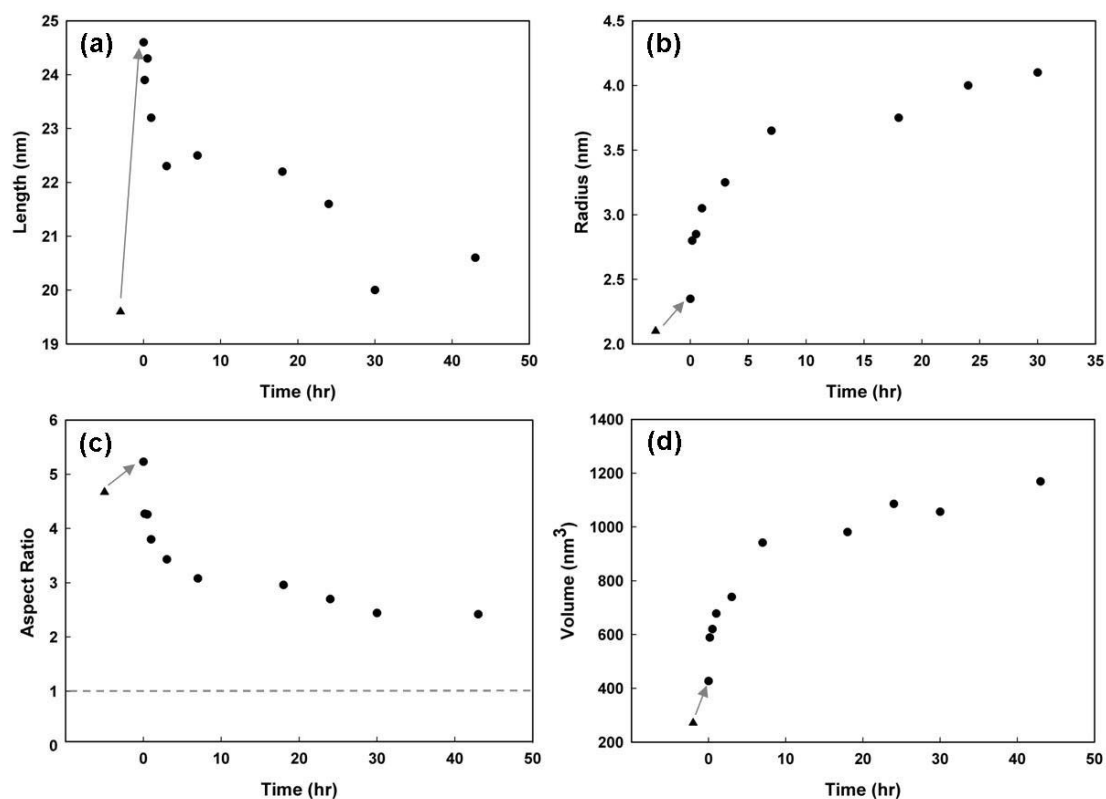 (a)
25
24
23
22
21
20
19
Length (nm)
0 10 20 30 40 50
Time (hr)
(b)
4.5
4.0
3.5
3.0
2.5
2.0
Radius (nm)
0 5 10 15 20 25 30 35
Time (hr)
(c)
6
5
4
3
2
1
0
Aspect Ratio
0 10 20 30 40 50
Time (hr)
(d)
1400
1200
1000
800
600
400
200
Volume (nm³)
0 10 20 30 40 50
Time (hr)